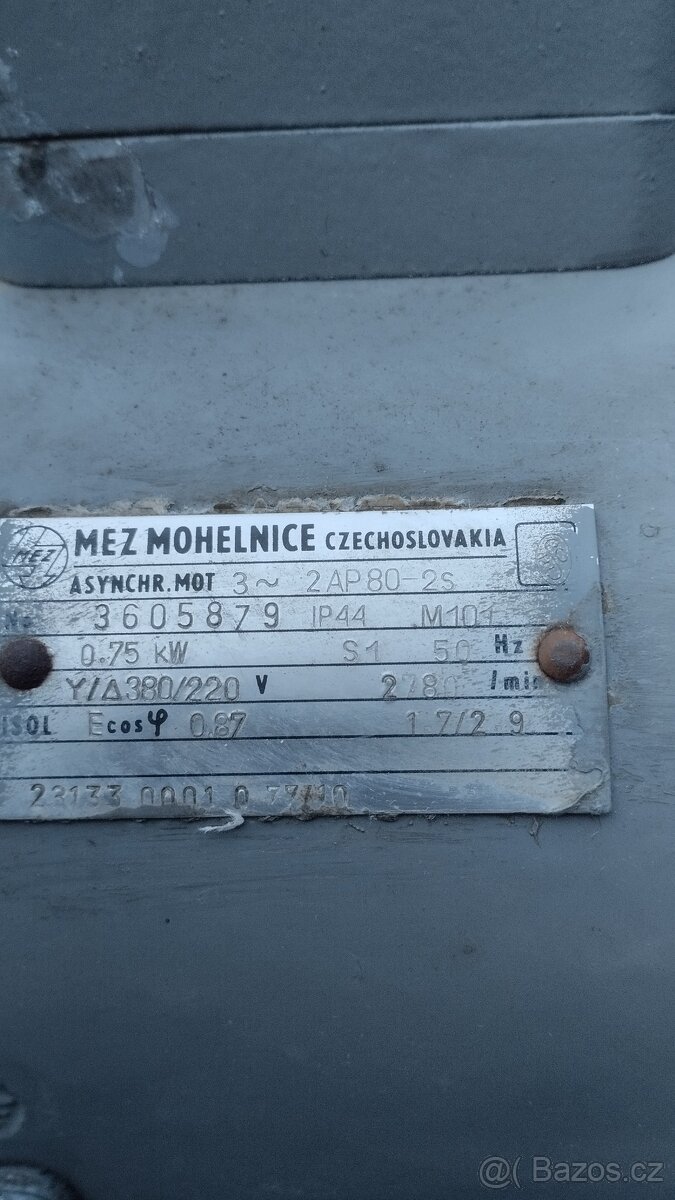 MEZ MEZ MOHELNICE CZECHOSLOVAKIA
ASYNCHR. MOT 3~ 2AP80-2s
3605879 IP44 M101
0.75 kW S1 50 Hz
Y/Δ380/220 V 2780 /min
ISOL E cosφ 0.87 1.7/2.9
23133 0001 0 77/10
@( Bazos.cz